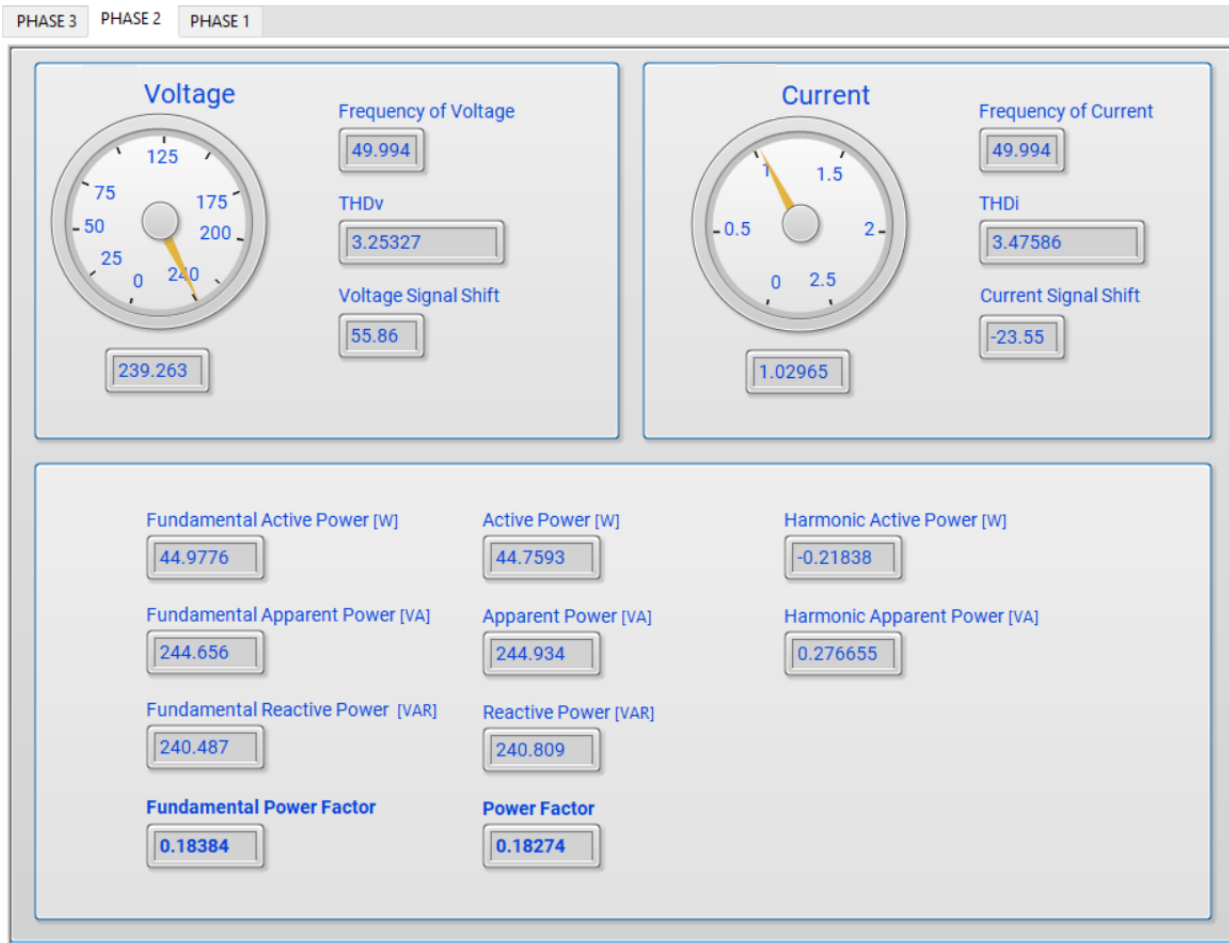 PHASE 3 PHASE 2 PHASE 1
Voltage
125
75 175
50 200
25
0 240
239.263
Frequency of Voltage
49.994
THDv
3.25327
Voltage Signal Shift
55.86
Current
1 1.5
0.5 2
0 2.5
1.02965
Frequency of Current
49.994
THDi
3.47586
Current Signal Shift
-23.55
Fundamental Active Power [W] Active Power [W] Harmonic Active Power [W]
44.9776 44.7593 -0.21838
Fundamental Apparent Power [VA] Apparent Power [VA] Harmonic Apparent Power [VA]
244.656 244.934 0.276655
Fundamental Reactive Power [VAR] Reactive Power [VAR]
240.487 240.809
Fundamental Power Factor Power Factor
0.18384 0.18274